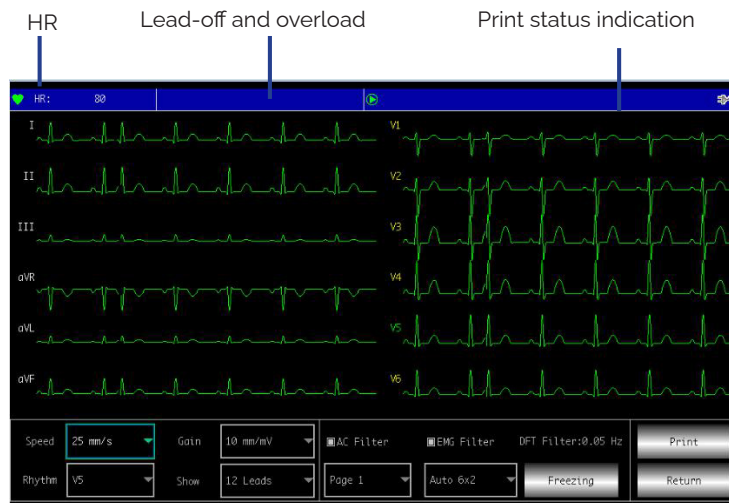 HR
Lead-off and overload
Print status indication
HR: 80
I
II
III
aVR
aVL
aVF
V1
V2
V3
V4
V5
V6
Speed 25 mm/s Gain 10 mm/mV AC Filter EMG Filter DFT Filter:0.05 Hz Print
Rhythm V5 Show 12 Leads Page 1 Auto 6x2 Freezing Return